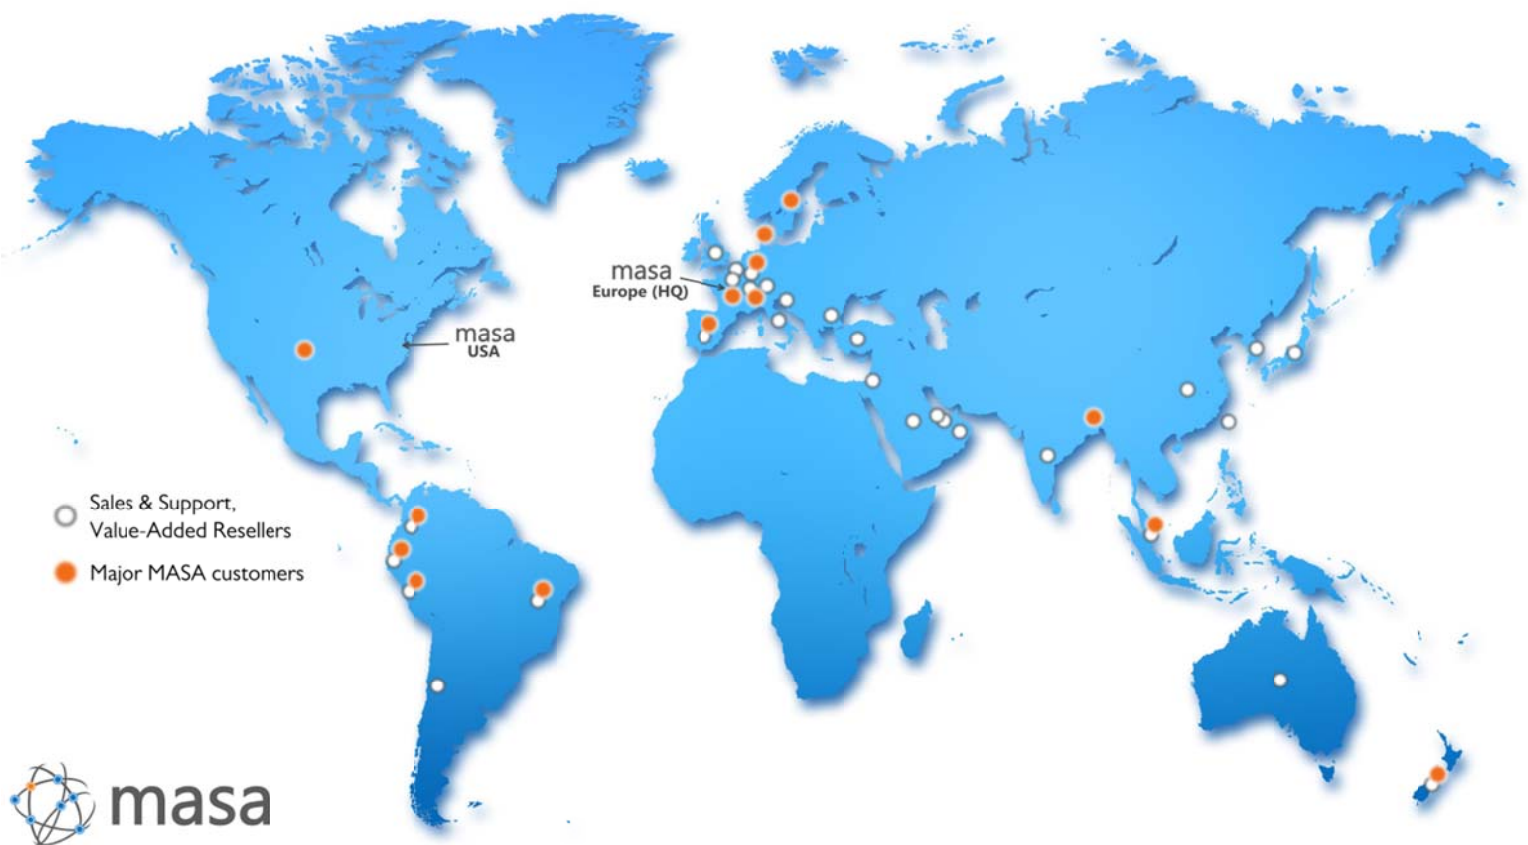 masa
Europe (HQ)
masa
USA
Sales & Support,
Value-Added Resellers
Major MASA customers
masa